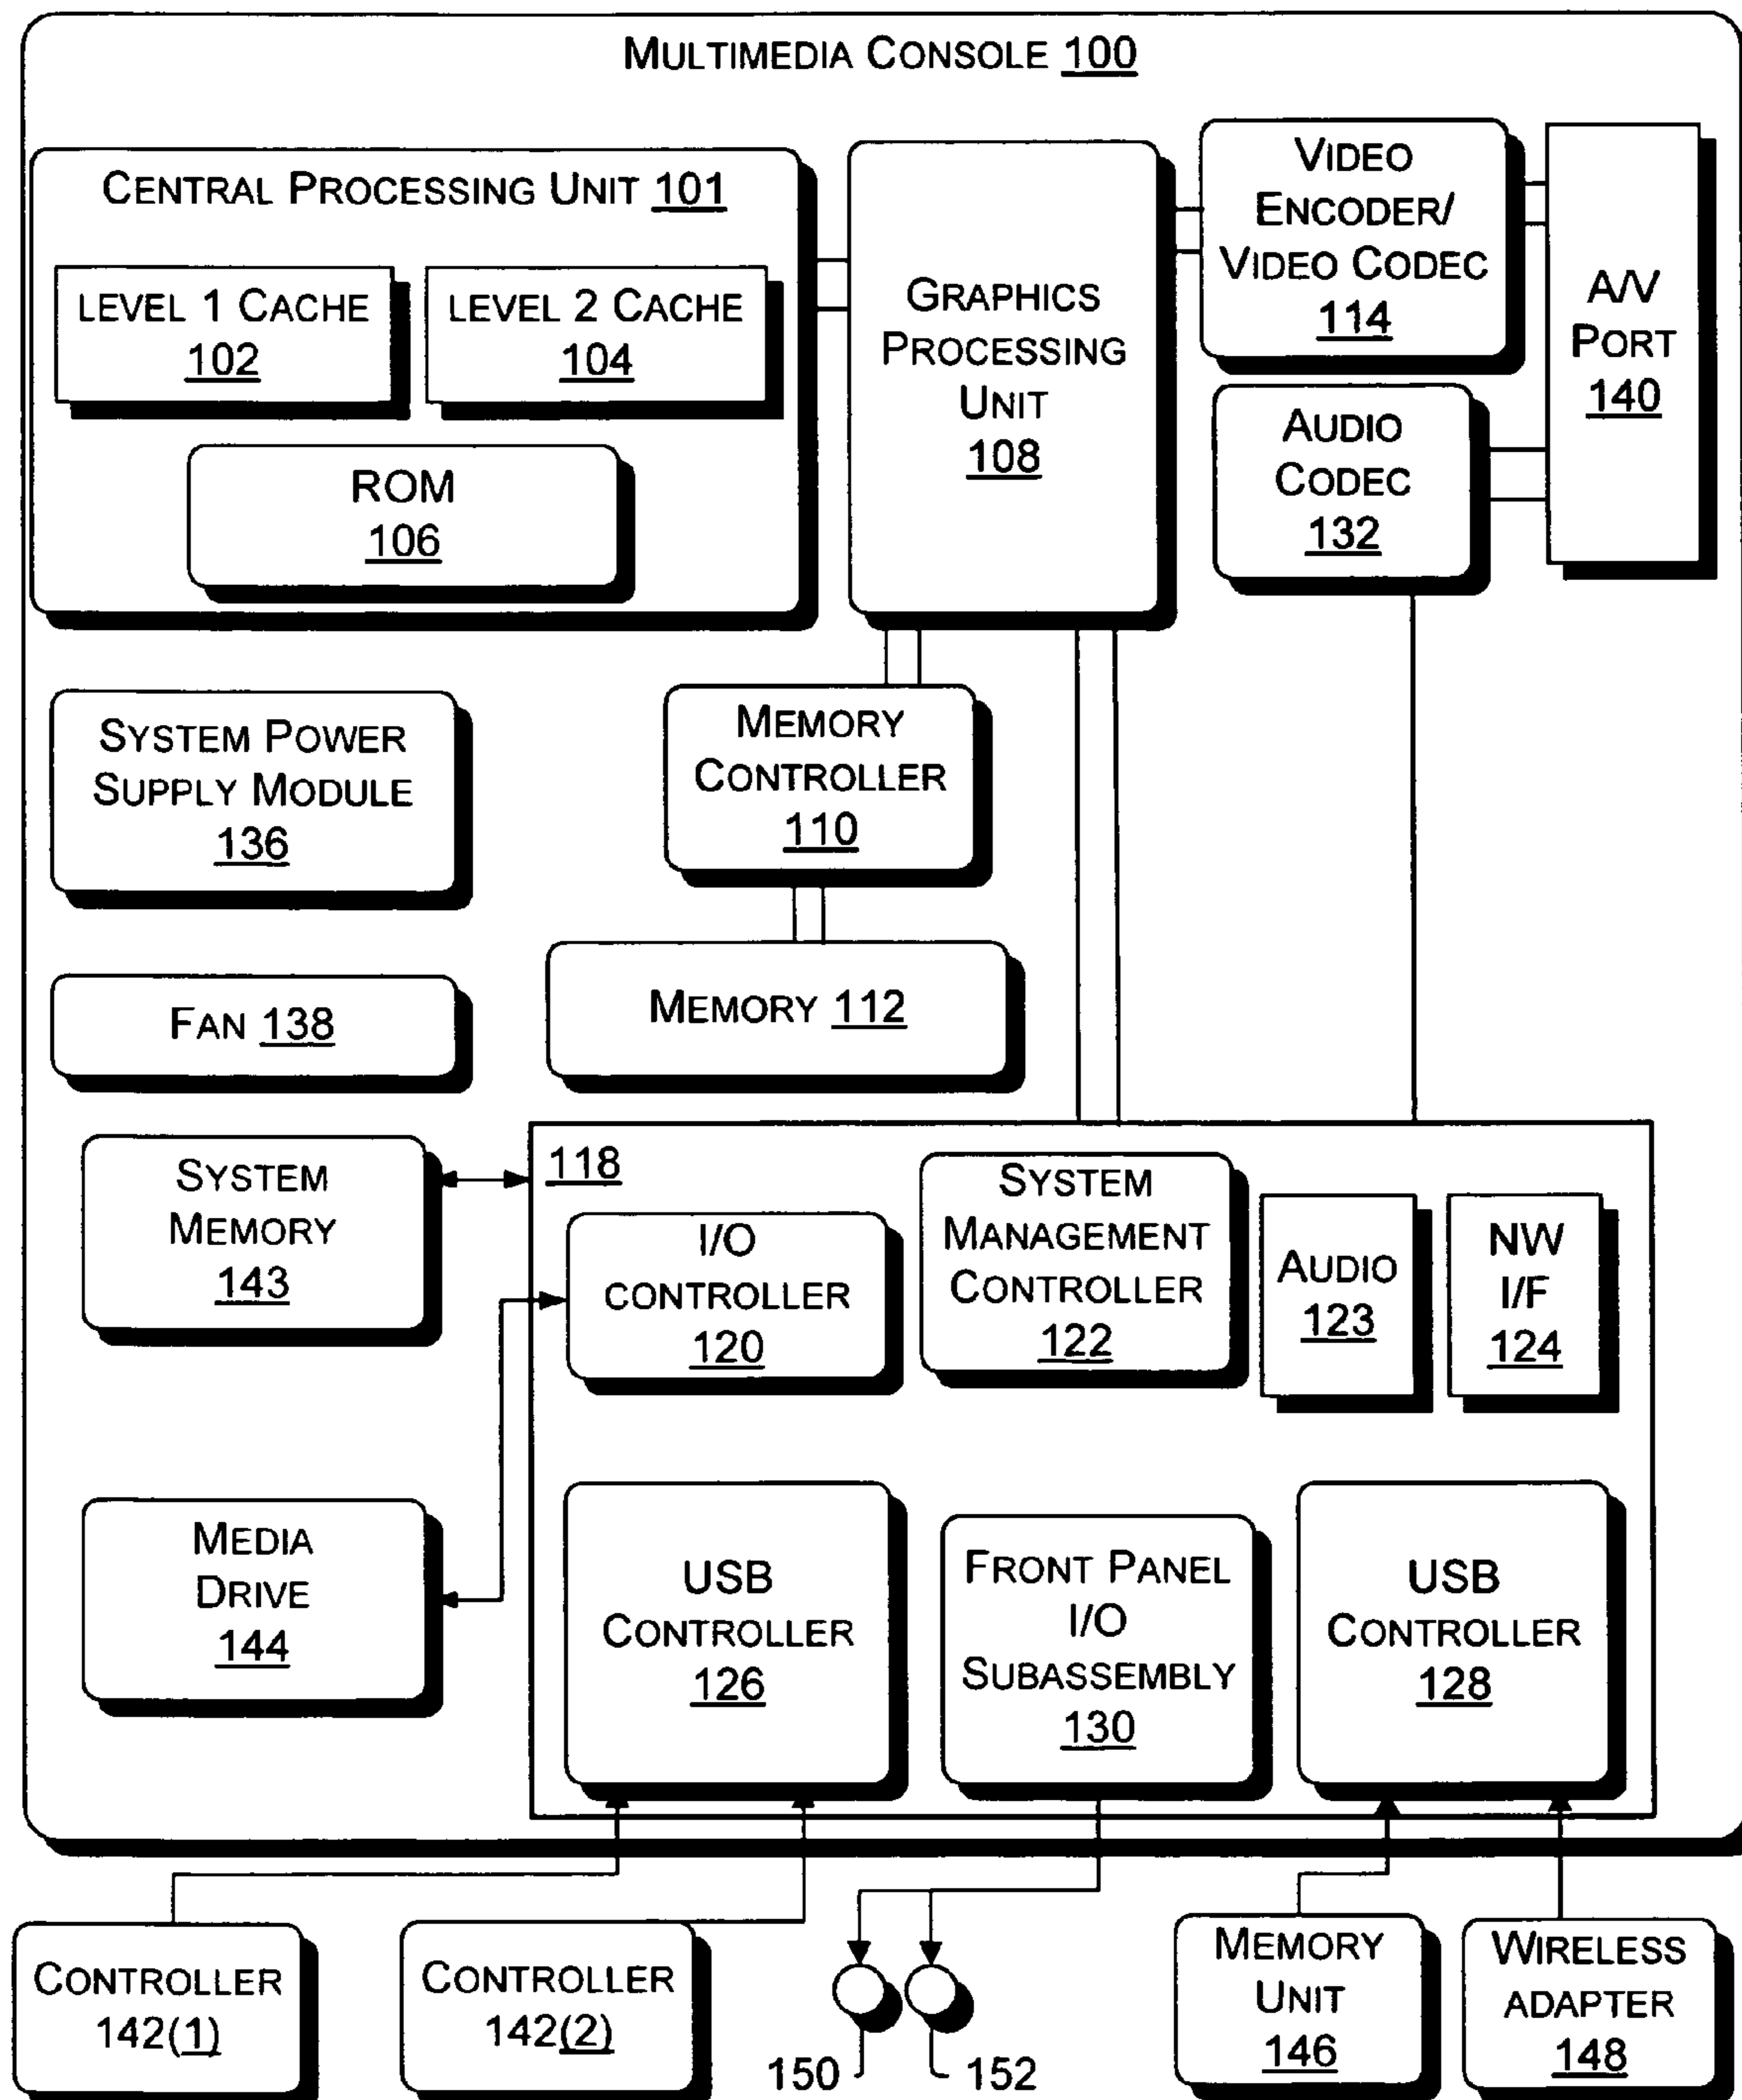 MULTIMEDIA CONSOLE 100
CENTRAL PROCESSING UNIT 101
LEVEL 1 CACHE
102
LEVEL 2 CACHE
104
ROM
106
GRAPHICS
PROCESSING
UNIT
108
VIDEO
ENCODER/
VIDEO CODEC
114
AUDIO
CODEC
132
A/V
PORT
140
SYSTEM POWER
SUPPLY MODULE
136
MEMORY
CONTROLLER
110
FAN 138
MEMORY 112
SYSTEM
MEMORY
143
118
I/O
CONTROLLER
120
SYSTEM
MANAGEMENT
CONTROLLER
122
AUDIO
123
NW
I/F
124
MEDIA
DRIVE
144
USB
CONTROLLER
126
FRONT PANEL
I/O
SUBASSEMBLY
130
USB
CONTROLLER
128
CONTROLLER
142(1)
CONTROLLER
142(2)
150
152
MEMORY
UNIT
146
WIRELESS
ADAPTER
148